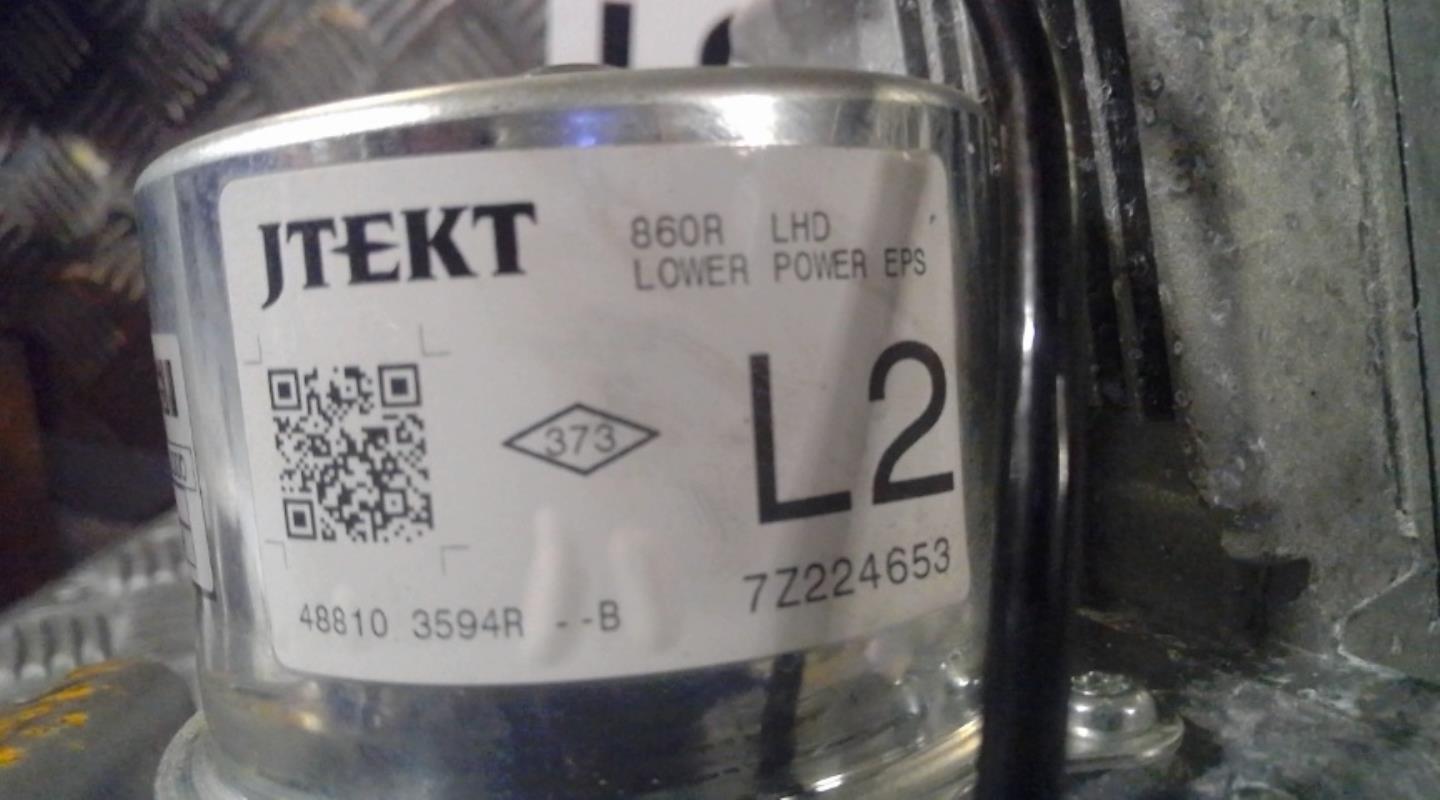 JTEKT
860R LHD
LOWER POWER EPS
373
L2
7Z224653
48810 3594R --B